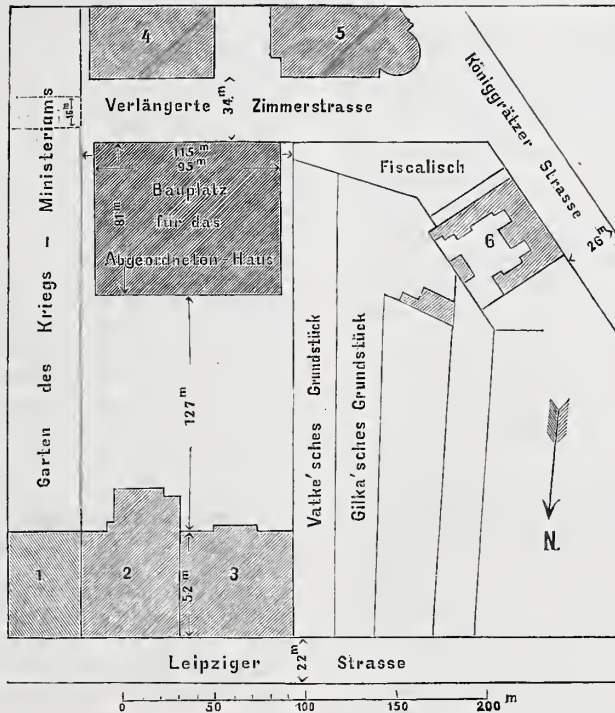 4
5
Königgrätzer Strasse
26m
Verlängerte Zimmerstrasse
34m
16m
115m
95m
81m
Bauplatz
für das
Abgeordneten-Haus
Fiscalisch
6
Garten des Kriegs – Ministeriums
127m
Vatke'sches Grundstück
Gilka'sches Grundstück
N.
1
2
3
52m
Leipziger Strasse
22m
0 50 100 150 200 m